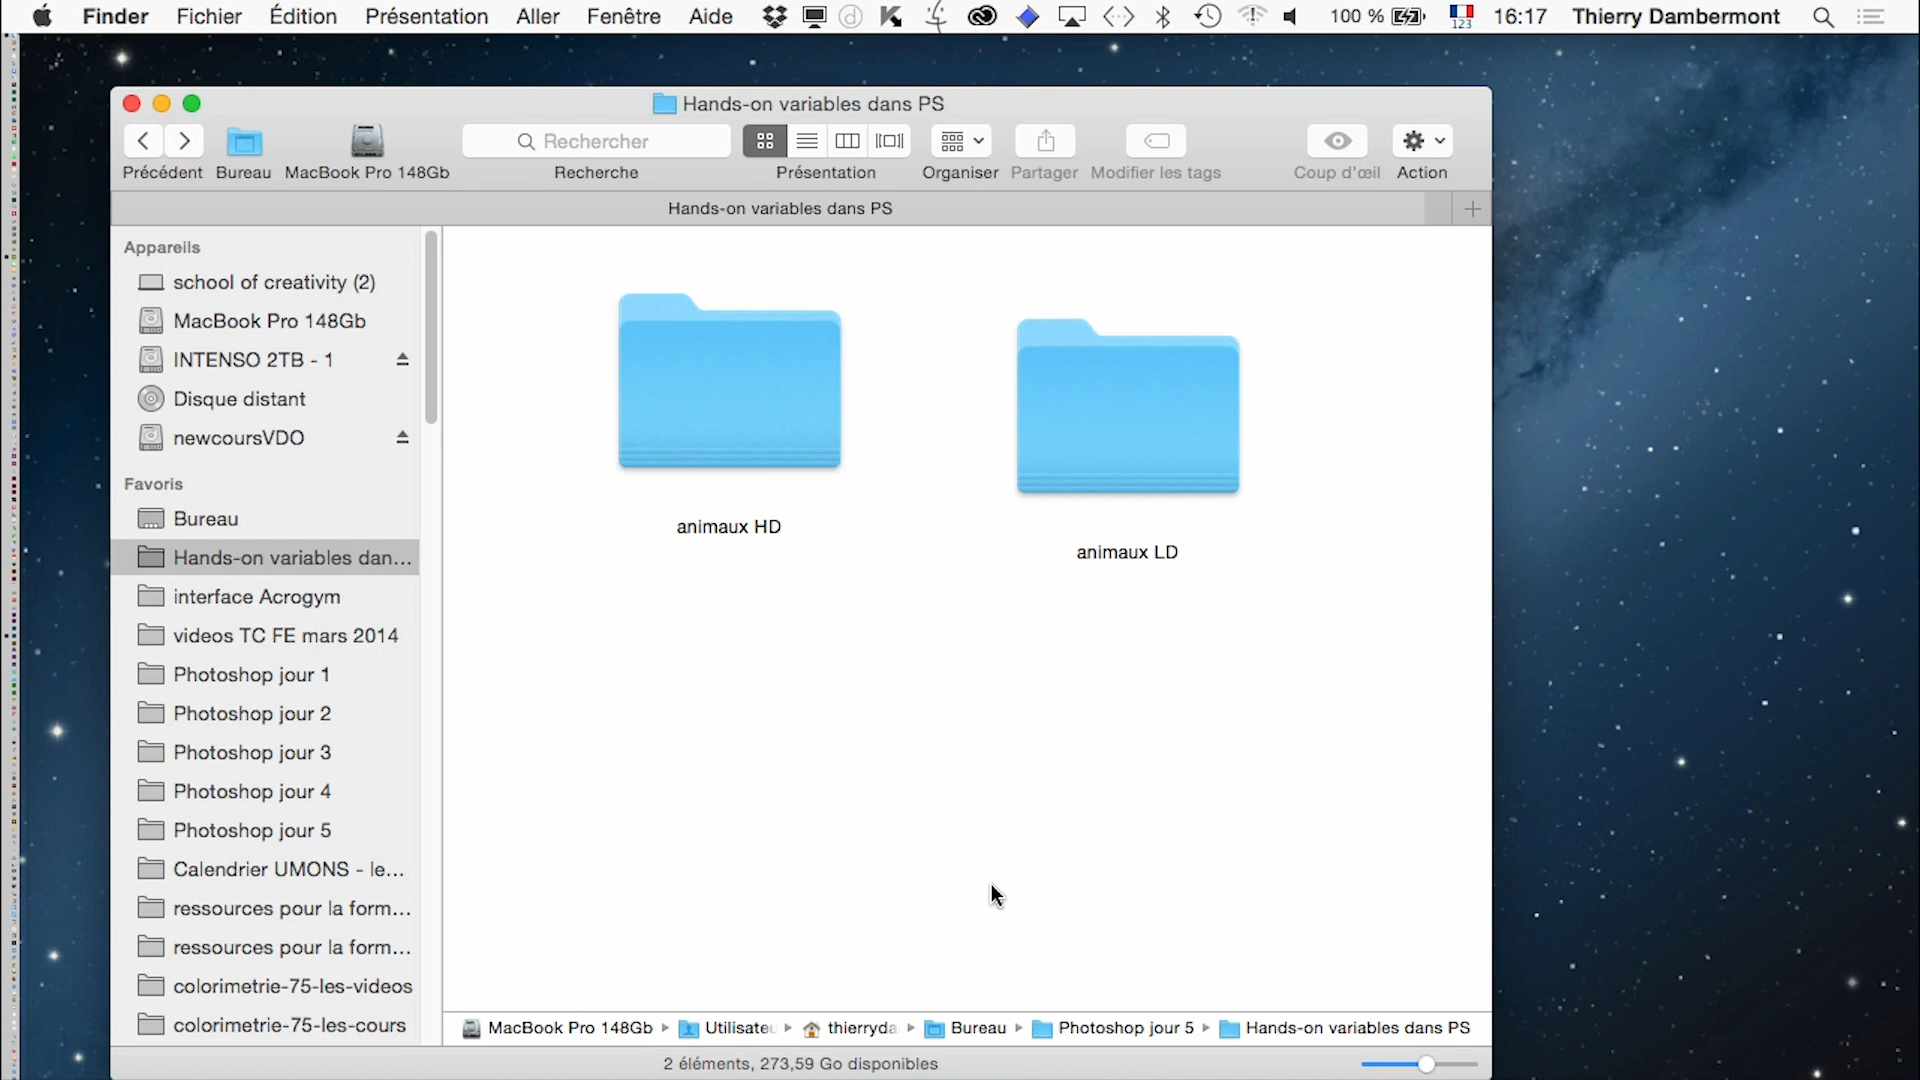 Finder Fichier Édition Présentation Aller Fenêtre Aide 100 % 123 16:17 Thierry Dambermont
Hands-on variables dans PS
Rechercher
Précédent Bureau MacBook Pro 148Gb Recherche Présentation Organiser Partager Modifier les tags Coup d'œil Action
Hands-on variables dans PS
Appareils
school of creativity (2)
MacBook Pro 148Gb
INTENSO 2TB - 1
Disque distant
newcoursVDO
Favoris
Bureau
Hands-on variables dan...
interface Acrogym
videos TC FE mars 2014
Photoshop jour 1
Photoshop jour 2
Photoshop jour 3
Photoshop jour 4
Photoshop jour 5
Calendrier UMONS - le...
ressources pour la form...
ressources pour la form...
colorimetrie-75-les-videos
colorimetrie-75-les-cours
animaux HD
animaux LD
MacBook Pro 148Gb Utilisate thierryda Bureau Photoshop jour 5 Hands-on variables dans PS
2 éléments, 273,59 Go disponibles